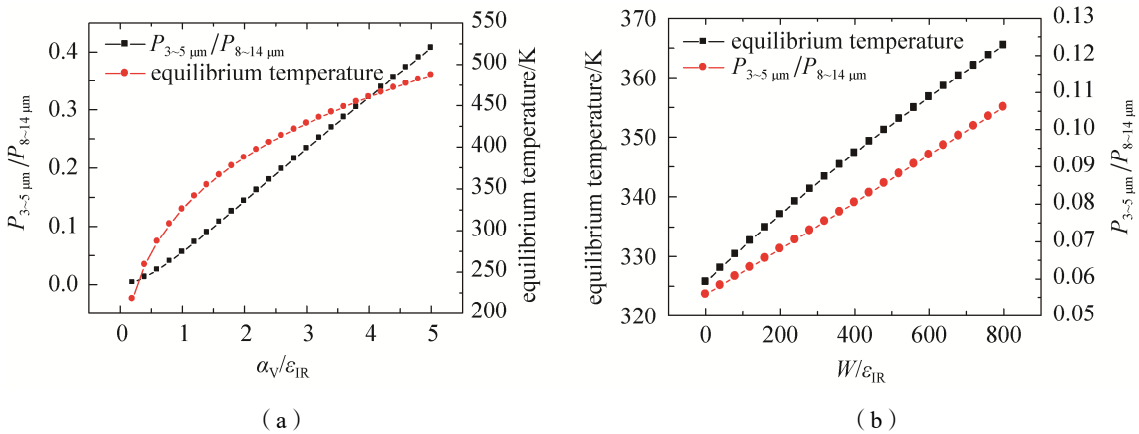 P3~5 μm/P8~14 μm
equilibrium temperature
P3~5 μm/P8~14 μm
0.4
0.3
0.2
0.1
0.0
550
500
450
400
350
300
250
200
equilibrium temperature/K
0 1 2 3 4 5
αV/εIR
(a)
equilibrium temperature
P3~5 μm/P8~14 μm
equilibrium temperature/K
370
360
350
340
330
320
0.13
0.12
0.11
0.10
0.09
0.08
0.07
0.06
0.05
P3~5 μm/P8~14 μm
0 200 400 600 800
W/εIR
(b)